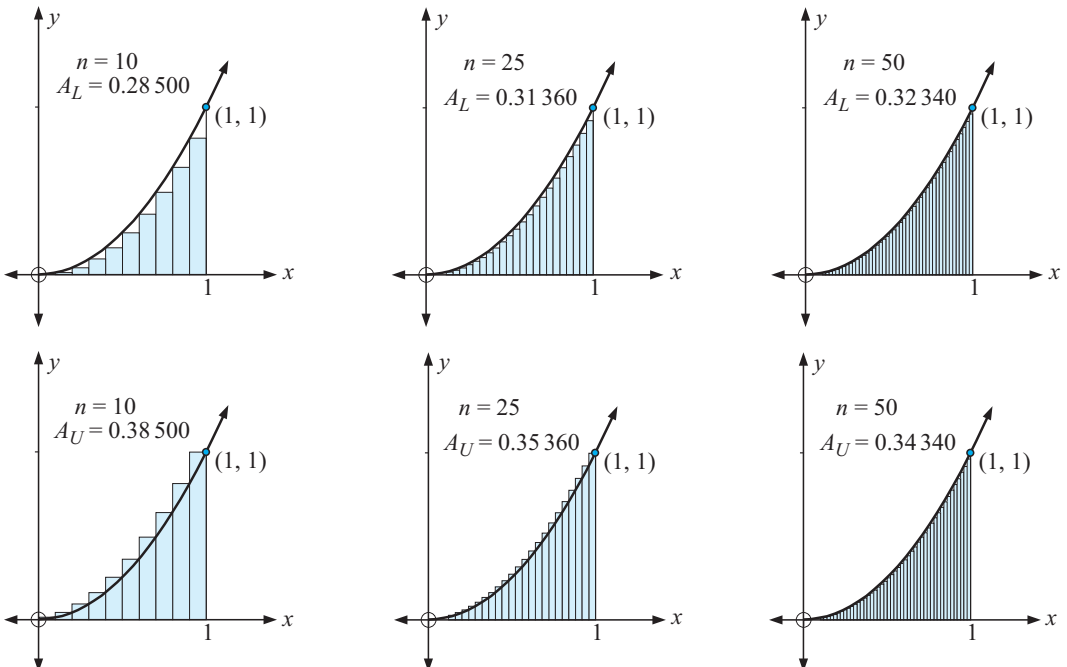 y
n = 10
A_L = 0.28 500
(1, 1)
x
1
y
n = 25
A_L = 0.31 360
(1, 1)
x
1
y
n = 50
A_L = 0.32 340
(1, 1)
x
1
y
n = 10
A_U = 0.38 500
(1, 1)
x
1
y
n = 25
A_U = 0.35 360
(1, 1)
x
1
y
n = 50
A_U = 0.34 340
(1, 1)
x
1